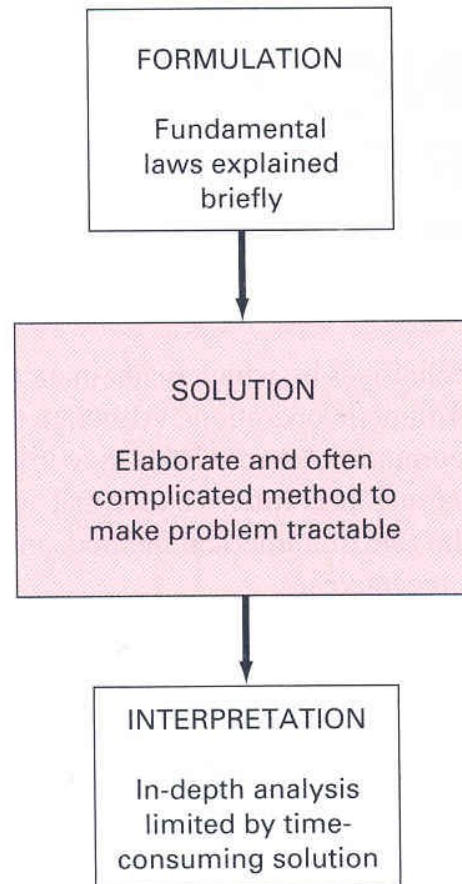 FORMULATION
Fundamental
laws explained
briefly
SOLUTION
Elaborate and often
complicated method to
make problem tractable
INTERPRETATION
In-depth analysis
limited by time-
consuming solution